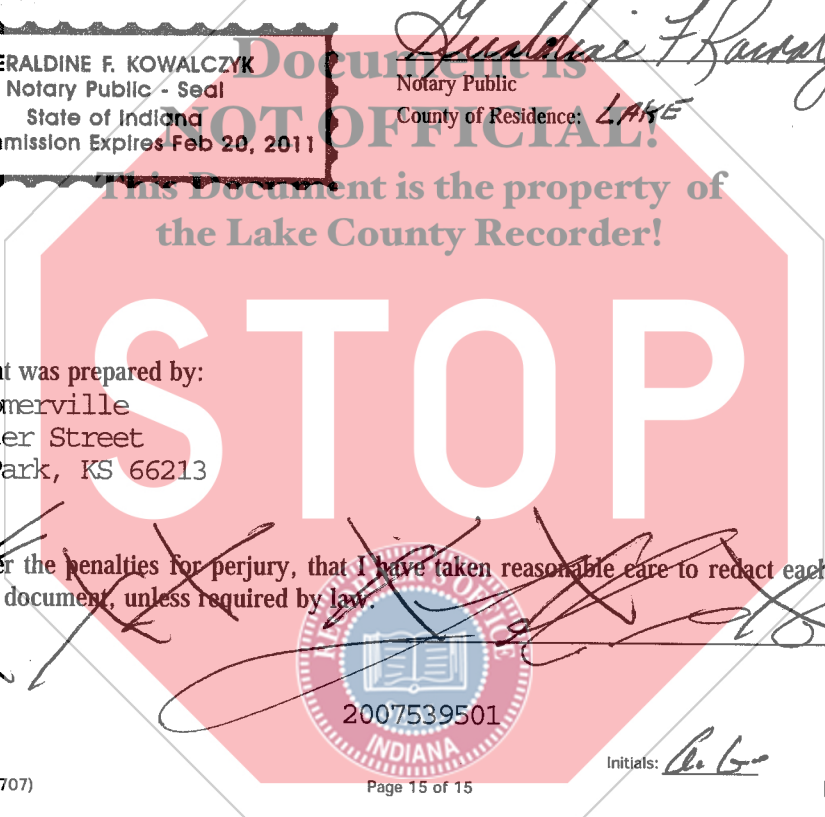 ERALDINE F. KOWALCZYK
Notary Public - Seal
State of Indiana
mission Expires Feb 20, 2011
Geraldine F Kowalczyk
Notary Public
County of Residence: LAKE
Document is
NOT OFFICIAL!
This Document is the property of
the Lake County Recorder!
STOP
t was prepared by:
merville
er Street
Park, KS 66213
r the penalties for perjury, that I have taken reasonable care to redact each
document, unless required by law.
2007539501
INDIANA
Initials:
707)
Page 15 of 15